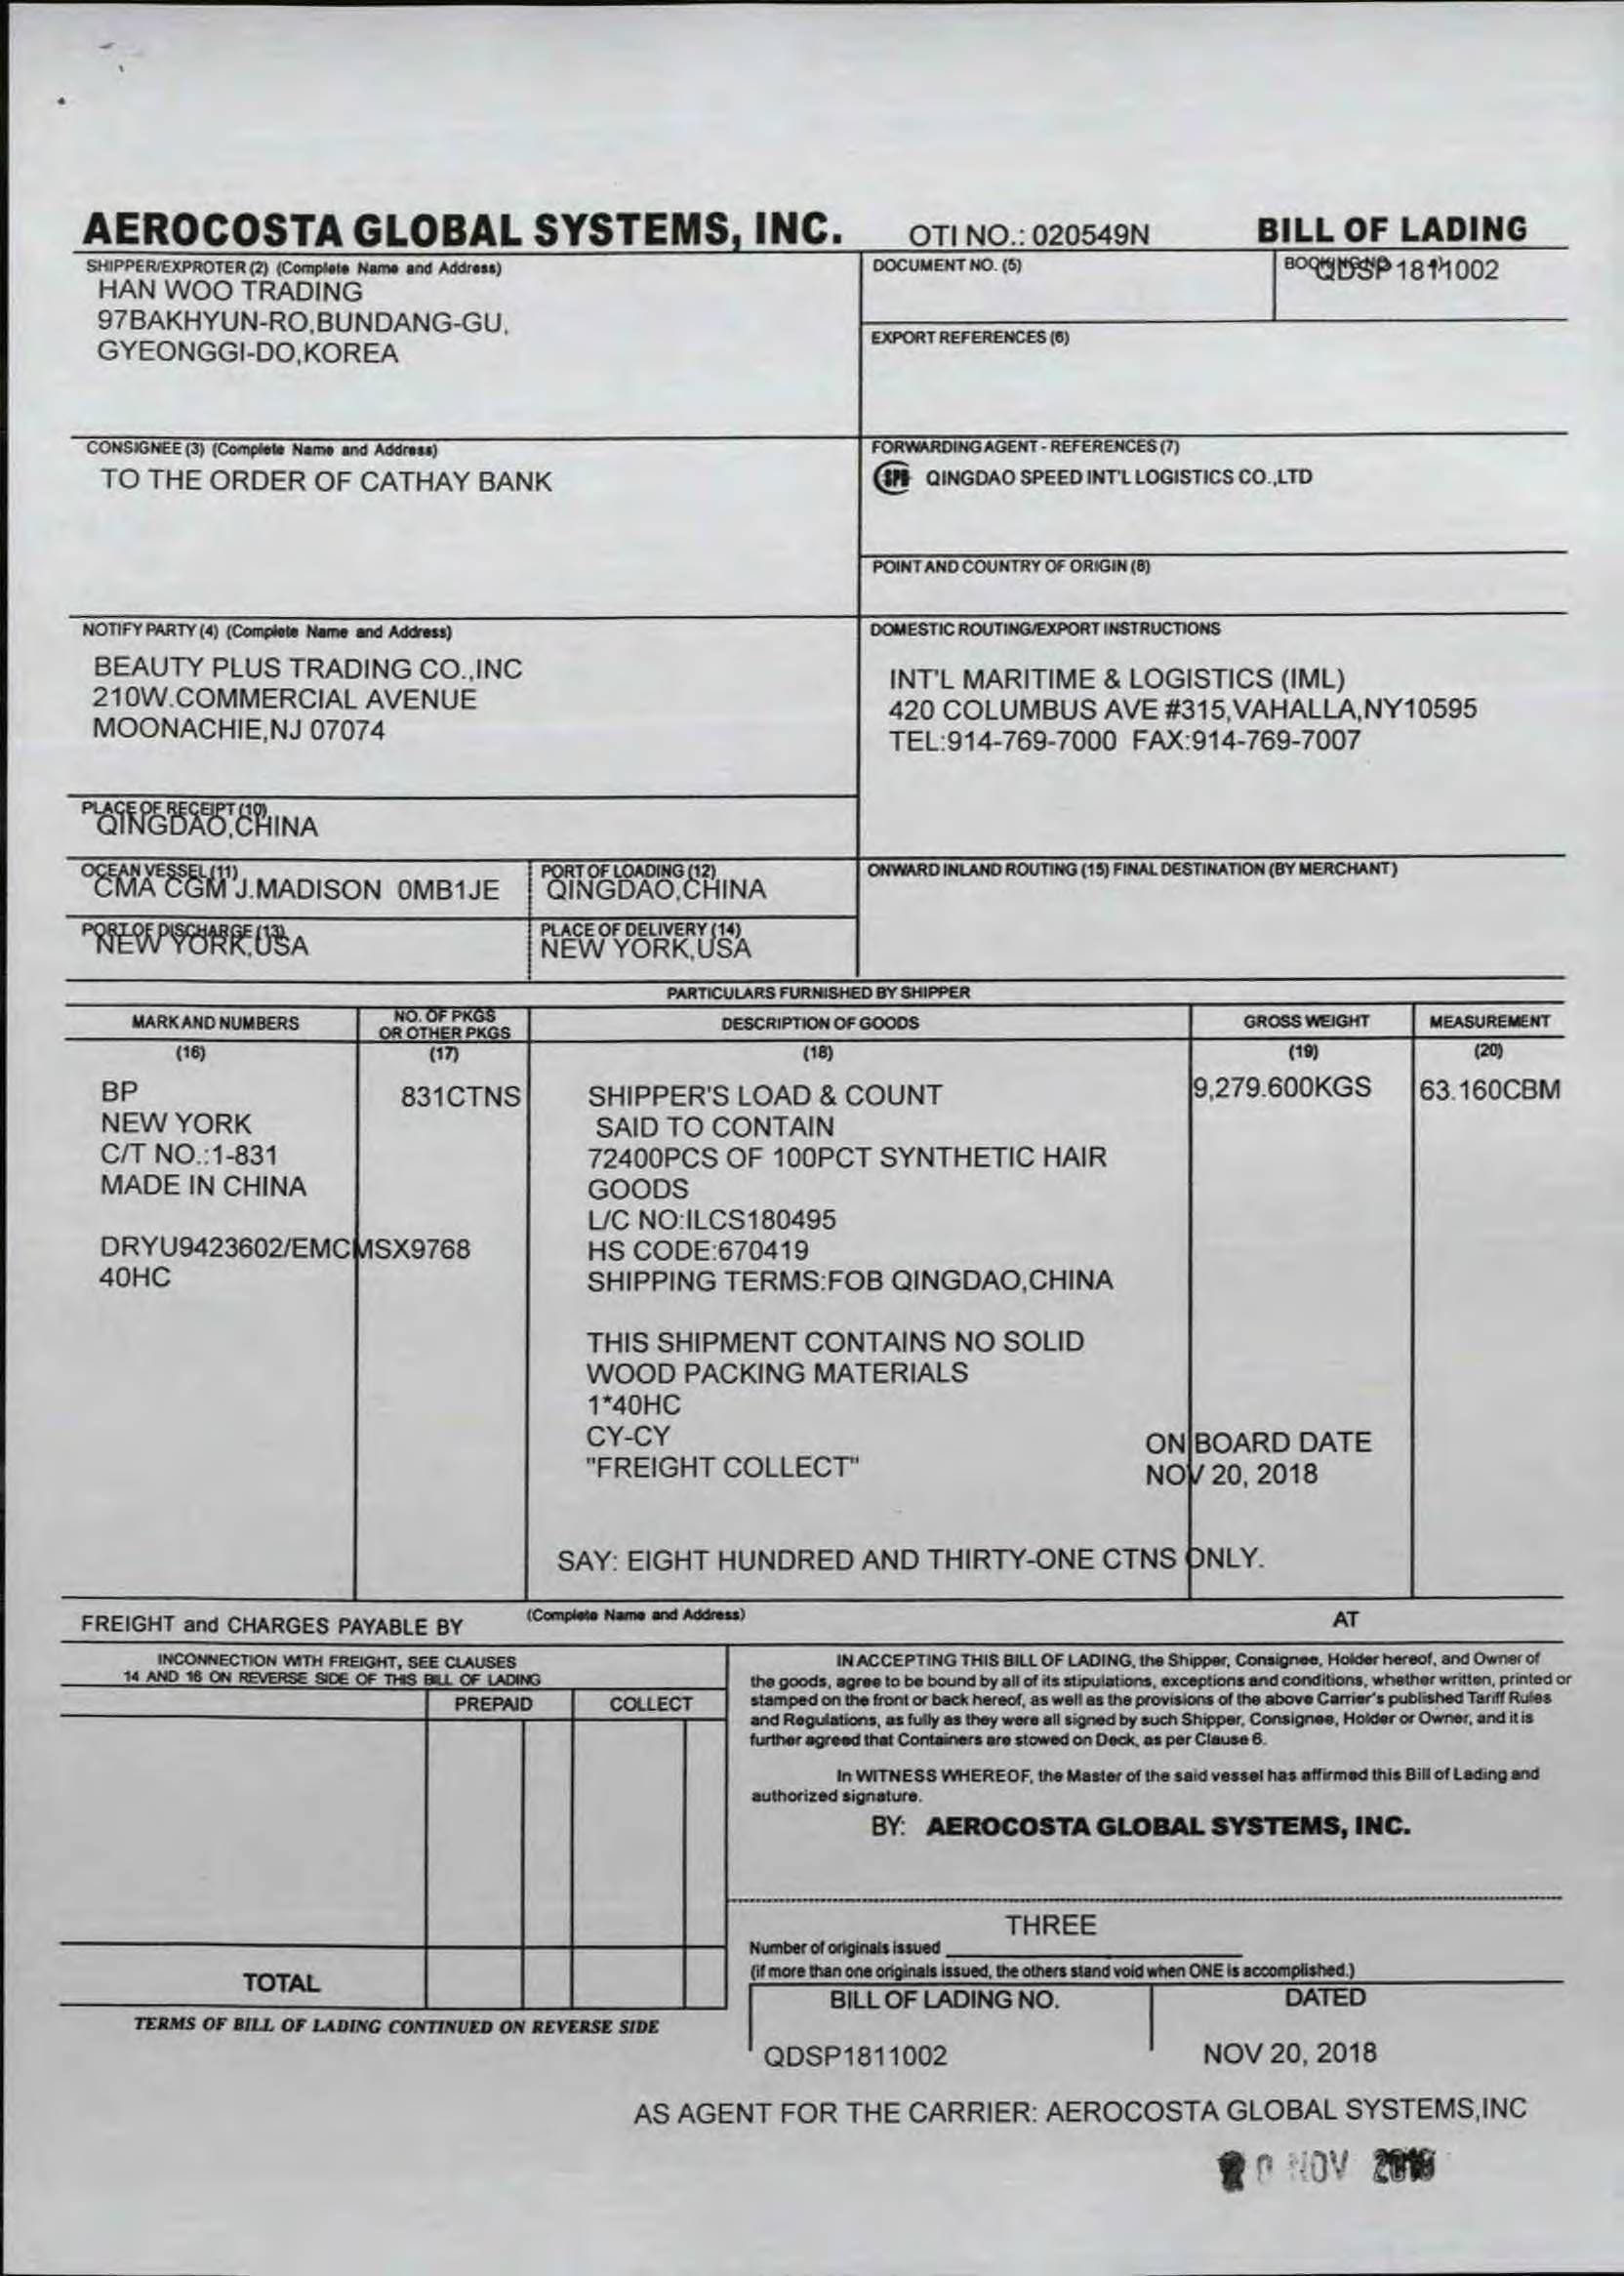 AEROCOSTA GLOBAL SYSTEMS, INC. OTI NO.: 020549N BILL OF LADING
SHIPPER/EXPROTER (2) (Complete Name and Address)
HAN WOO TRADING
97BAKHYUN-RO,BUNDANG-GU,
GYEONGGI-DO,KOREA
DOCUMENT NO. (5)
QDSP1811002
EXPORT REFERENCES (6)
CONSIGNEE (3) (Complete Name and Address)
TO THE ORDER OF CATHAY BANK
FORWARDING AGENT - REFERENCES (7)
QINGDAO SPEED INT'L LOGISTICS CO.,LTD
POINT AND COUNTRY OF ORIGIN (8)
NOTIFY PARTY (4) (Complete Name and Address)
BEAUTY PLUS TRADING CO.,INC
210W.COMMERCIAL AVENUE
MOONACHIE,NJ 07074
DOMESTIC ROUTING/EXPORT INSTRUCTIONS
INT'L MARITIME & LOGISTICS (IML)
420 COLUMBUS AVE #315,VAHALLA,NY10595
TEL:914-769-7000 FAX:914-769-7007
PLACE OF RECEIPT (10)
QINGDAO,CHINA
OCEAN VESSEL (11)
CMA CGM J.MADISON 0MB1JE
PORT OF LOADING (12)
QINGDAO,CHINA
ONWARD INLAND ROUTING (15) FINAL DESTINATION (BY MERCHANT)
PORT OF DISCHARGE (13)
NEW YORK,USA
PLACE OF DELIVERY (14)
NEW YORK,USA
PARTICULARS FURNISHED BY SHIPPER
MARK AND NUMBERS
NO. OF PKGS
OR OTHER PKGS
DESCRIPTION OF GOODS
GROSS WEIGHT
MEASUREMENT
(16) (17) (18) (19) (20)
BP
NEW YORK
C/T NO.:1-831
MADE IN CHINA
DRYU9423602/EMCMSX9768
40HC
831CTNS
SHIPPER'S LOAD & COUNT
SAID TO CONTAIN
72400PCS OF 100PCT SYNTHETIC HAIR
GOODS
L/C NO:ILCS180495
HS CODE:670419
SHIPPING TERMS:FOB QINGDAO,CHINA
THIS SHIPMENT CONTAINS NO SOLID
WOOD PACKING MATERIALS
1*40HC
CY-CY
"FREIGHT COLLECT"
9,279.600KGS
63.160CBM
ON BOARD DATE
NOV 20, 2018
SAY: EIGHT HUNDRED AND THIRTY-ONE CTNS ONLY.
FREIGHT and CHARGES PAYABLE BY (Complete Name and Address) AT
INCONNECTION WITH FREIGHT, SEE CLAUSES
14 AND 16 ON REVERSE SIDE OF THIS BILL OF LADING
PREPAID COLLECT
TOTAL
TERMS OF BILL OF LADING CONTINUED ON REVERSE SIDE
IN ACCEPTING THIS BILL OF LADING, the Shipper, Consignee, Holder hereof, and Owner of
the goods, agree to be bound by all of its stipulations, exceptions and conditions, whether written, printed or
stamped on the front or back hereof, as well as the provisions of the above Carrier's published Tariff Rules
and Regulations, as fully as they were all signed by such Shipper, Consignee, Holder or Owner, and it is
further agreed that Containers are stowed on Deck, as per Clause 6.
In WITNESS WHEREOF, the Master of the said vessel has affirmed this Bill of Lading and
authorized signature.
BY: AEROCOSTA GLOBAL SYSTEMS, INC.
THREE
Number of originals issued
(if more than one originals issued, the others stand void when ONE is accomplished.)
BILL OF LADING NO. DATED
QDSP1811002 NOV 20, 2018
AS AGENT FOR THE CARRIER: AEROCOSTA GLOBAL SYSTEMS,INC
NOV